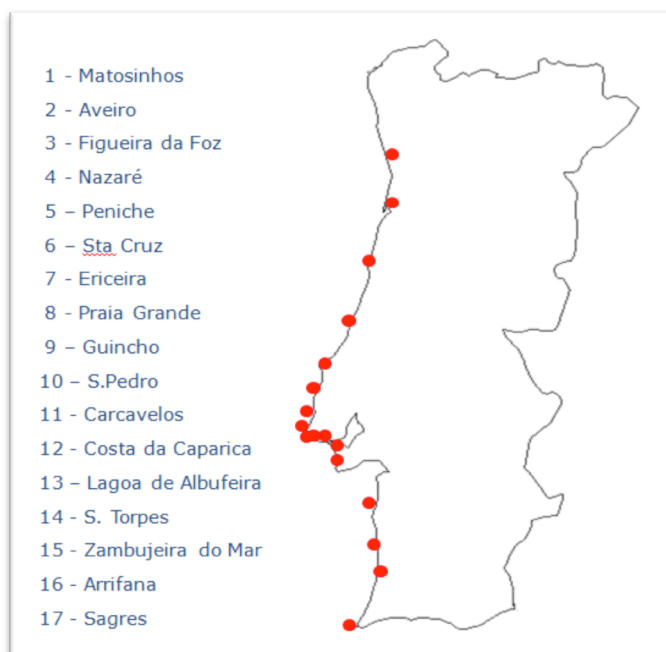 1 - Matosinhos
2 - Aveiro
3 - Figueira da Foz
4 - Nazaré
5 – Peniche
6 – Sta Cruz
7 - Ericeira
8 - Praia Grande
9 – Guincho
10 – S.Pedro
11 - Carcavelos
12 - Costa da Caparica
13 – Lagoa de Albufeira
14 - S. Torpes
15 - Zambujeira do Mar
16 - Arrifana
17 - Sagres